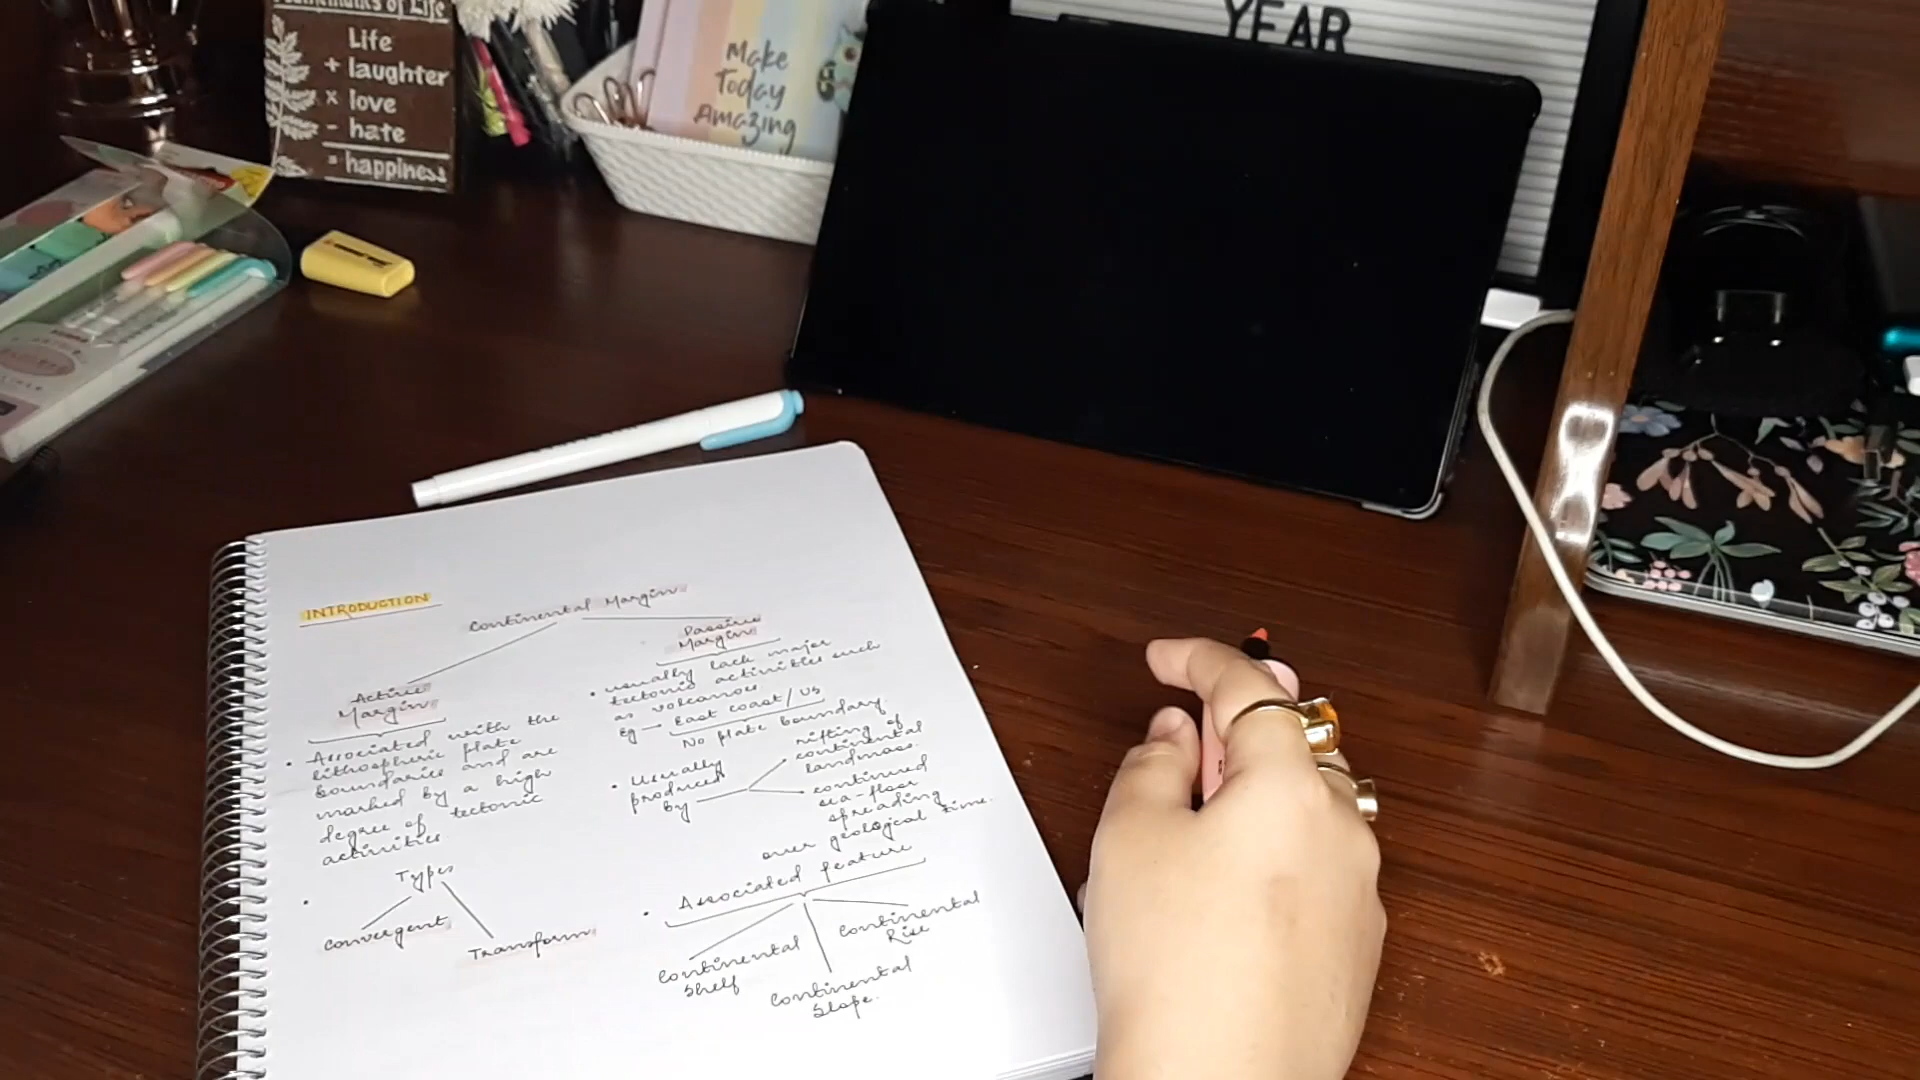 Mathematics of Life
Life
+ laughter
x love
- hate
= happiness
Make
Today
Amazing
YEAR
INTRODUCTION
Continental Margin
Active
Margin
• Associated with the
lithospheric plate
boundaries and are
marked by a high
degree of tectonic
activities
• Types
Convergent
Transform
Passive
Margin
• usually lack major
tectonic activities such
as volcanoes
Eg → East coast/US
No plate boundary.
• Usually
produced
by
rifting of
continental
landmass.
continued
sea-floor
spreading
over geological time.
• Associated feature
Continental
Shelf
Continental
Slope.
Continental
Rise